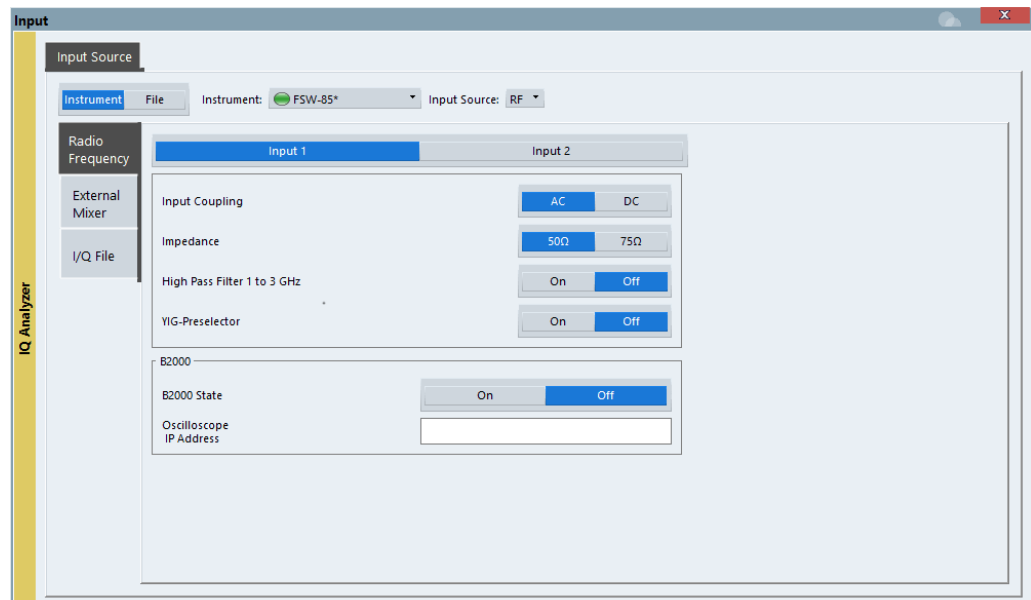 Input
Input Source
Instrument File Instrument: FSW-85* Input Source: RF
Radio
Frequency
Input 1 Input 2
External
Mixer
Input Coupling AC DC
Impedance 50Ω 75Ω
I/Q File
High Pass Filter 1 to 3 GHz On Off
YIG-Preselector On Off
IQ Analyzer
B2000
B2000 State On Off
Oscilloscope
IP Address